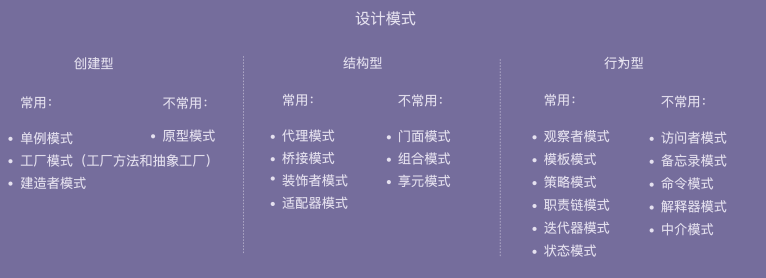 设计模式
创建型
常用：
单例模式
工厂模式（工厂方法和抽象工厂）
建造者模式
不常用：
原型模式
结构型
常用：
代理模式
桥接模式
装饰者模式
适配器模式
不常用：
门面模式
组合模式
享元模式
行为型
常用：
观察者模式
模板模式
策略模式
职责链模式
迭代器模式
状态模式
不常用：
访问者模式
备忘录模式
命令模式
解释器模式
中介模式